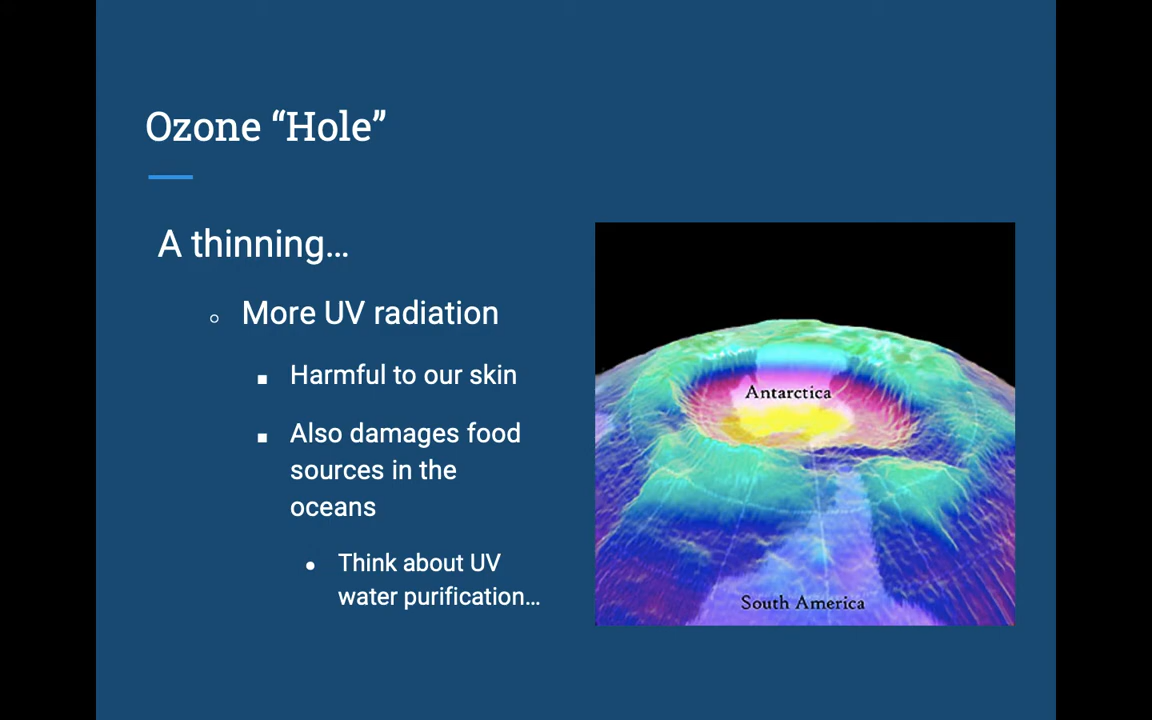 Ozone “Hole”
A thinning…
More UV radiation
Harmful to our skin
Also damages food
sources in the
oceans
Think about UV
water purification…
Antarctica
South America